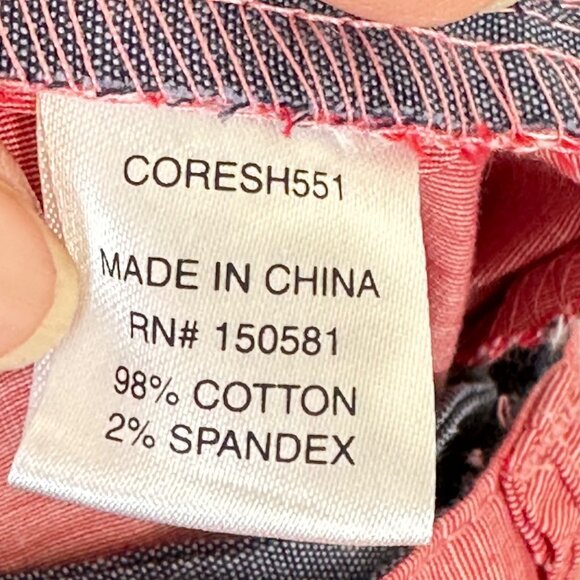 CORESH551
MADE IN CHINA
RN# 150581
98% COTTON
2% SPANDEX